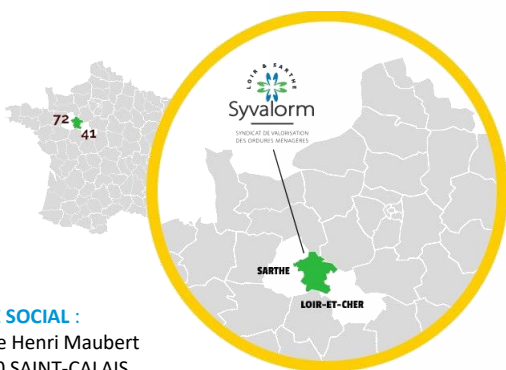 72
41
LOIR & SARTHE
Syvalorm
SYNDICAT DE VALORISATION
DES ORDURES MÉNAGÈRES
SARTHE
LOIR-ET-CHER
SOCIAL :
Henri Maubert
SAINT-CALAIS